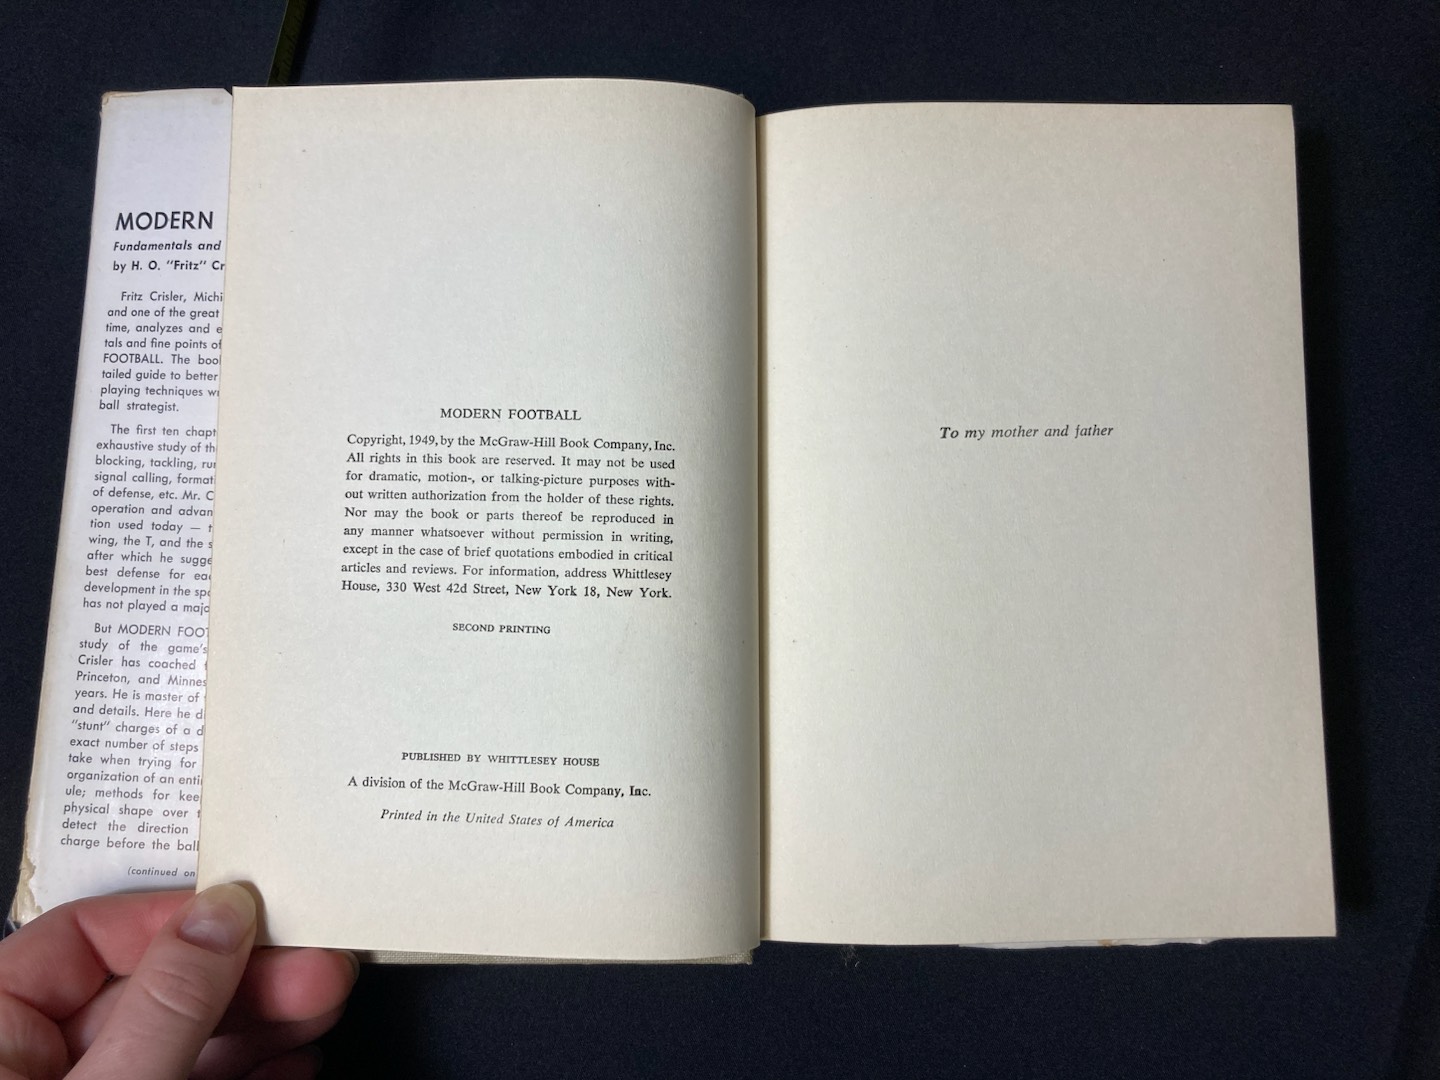 MODERN
Fundamentals and
by H. O. "Fritz" Cr
Fritz Crisler, Michi
and one of the great
time, analyzes and e
tals and fine points of
FOOTBALL. The bool
tailed guide to better
playing techniques wr
ball strategist.
The first ten chapt
exhaustive study of th
blocking, tackling, rur
signal calling, format
of defense, etc. Mr. C
operation and advan
tion used today — t
wing, the T, and the s
after which he sugge
best defense for eac
development in the spo
has not played a majo
But MODERN FOOT
study of the game's
Crisler has coached
Princeton, and Minnes
years. He is master of
and details. Here he d
"stunt" charges of a d
exact number of steps
take when trying for
organization of an enti
ule; methods for kee
physical shape over t
detect the direction
charge before the ball
(continued on
MODERN FOOTBALL
Copyright, 1949, by the McGraw-Hill Book Company, Inc.
All rights in this book are reserved. It may not be used
for dramatic, motion-, or talking-picture purposes with-
out written authorization from the holder of these rights.
Nor may the book or parts thereof be reproduced in
any manner whatsoever without permission in writing,
except in the case of brief quotations embodied in critical
articles and reviews. For information, address Whittlesey
House, 330 West 42d Street, New York 18, New York.
SECOND PRINTING
PUBLISHED BY WHITTLESEY HOUSE
A division of the McGraw-Hill Book Company, Inc.
Printed in the United States of America
To my mother and father